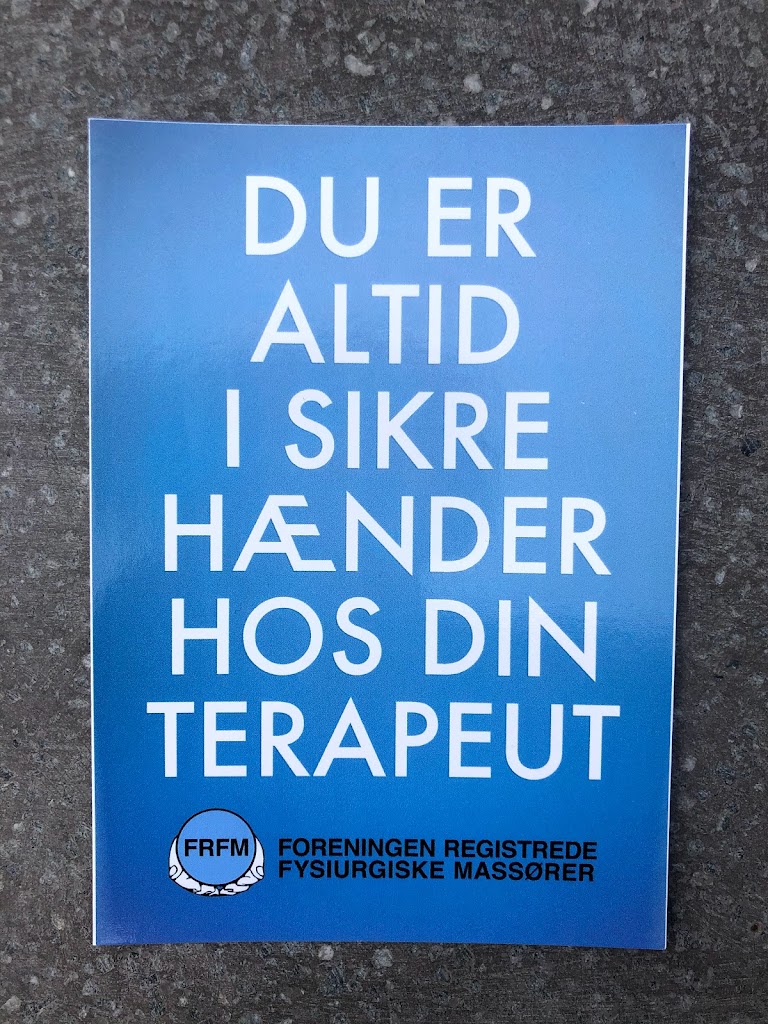 DU ER
ALTID
I SIKRE
HÆNDER
HOS DIN
TERAPEUT
FRFM
FORENINGEN REGISTREDE
FYSIURGISKE MASSØRER